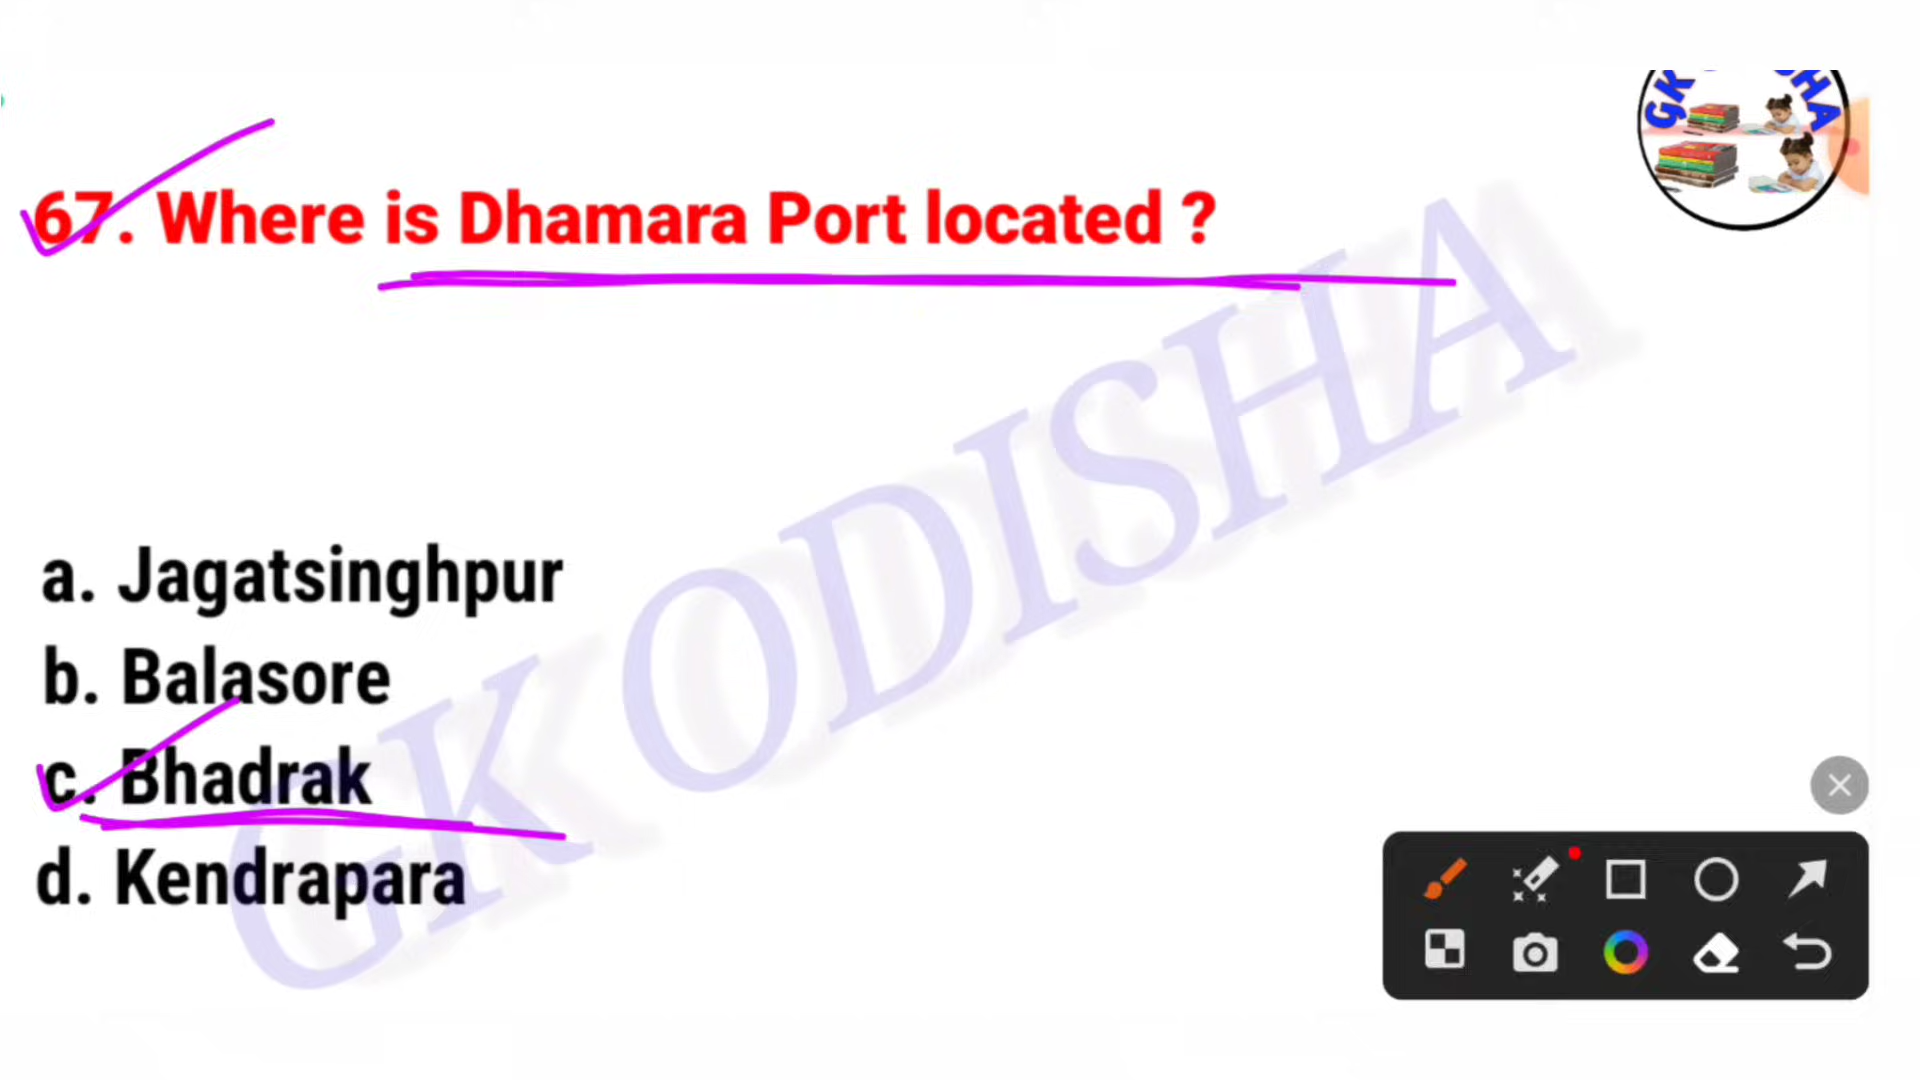 67. Where is Dhamara Port located ?
a. Jagatsinghpur
b. Balasore
c. Bhadrak
d. Kendrapara
GK ODISHA